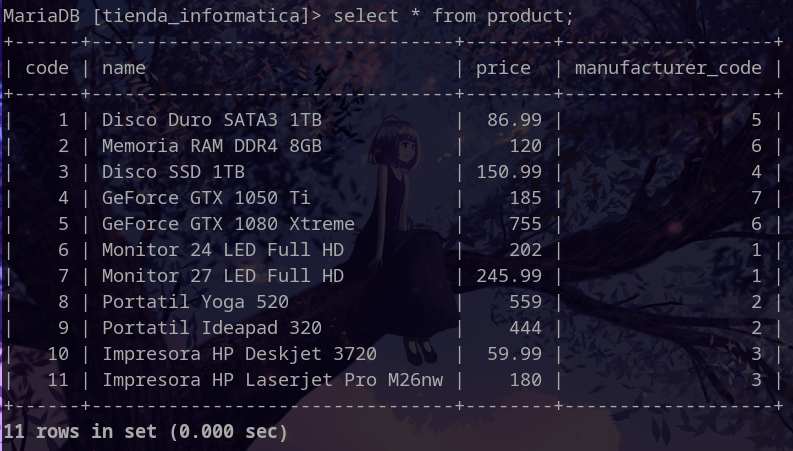 MariaDB [tienda_informatica]> select * from product;
+------+---------------------------------+--------+-------------------+
| code | name                            | price  | manufacturer_code |
+------+---------------------------------+--------+-------------------+
|    1 | Disco Duro SATA3 1TB            |  86.99 |                 5 |
|    2 | Memoria RAM DDR4 8GB            |    120 |                 6 |
|    3 | Disco SSD 1TB                   | 150.99 |                 4 |
|    4 | GeForce GTX 1050 Ti             |    185 |                 7 |
|    5 | GeForce GTX 1080 Xtreme         |    755 |                 6 |
|    6 | Monitor 24 LED Full HD          |    202 |                 1 |
|    7 | Monitor 27 LED Full HD          | 245.99 |                 1 |
|    8 | Portatil Yoga 520               |    559 |                 2 |
|    9 | Portatil Ideapad 320            |    444 |                 2 |
|   10 | Impresora HP Deskjet 3720       |  59.99 |                 3 |
|   11 | Impresora HP Laserjet Pro M26nw |    180 |                 3 |
+------+---------------------------------+--------+-------------------+
11 rows in set (0.000 sec)